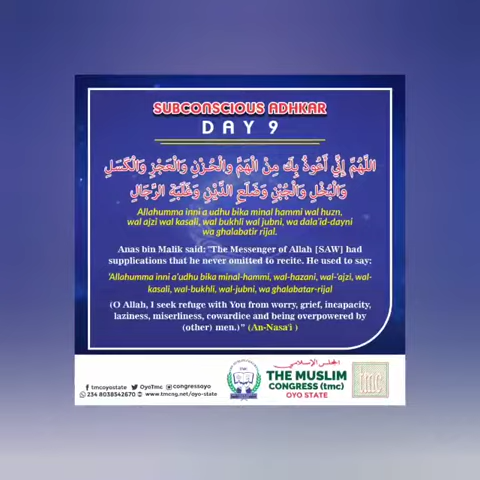 SUBCONSCIOUS ADHKAR
DAY 9
اللَّهُمَّ إِنِّي أَعُوذُ بِكَ مِنْ الْهَمِّ والْحُزْنِ وَالْعَجْزِ وَالْكَسَلِ
وَالْبُخْلِ وَالْجُبْنِ وَضَلَعِ الدَّيْنِ وَغَلَبَةِ الرِّجَالِ
Allahumma inni a udhu bika minal hammi wal huzn,
wal ajzi wal kasali, wal bukhli wal jubni, wa dala'id-dayni
wa ghalabatir rijal.
Anas bin Malik said: "The Messenger of Allah [SAW] had
supplications that he never omitted to recite. He used to say:
'Allahumma inni a'udhu bika minal-hammi, wal-hazani, wal-'ajzi, wal-
kasali, wal-bukhli, wal-jubni, wa ghalabatar-rijal
(O Allah, I seek refuge with You from worry, grief, incapacity,
laziness, miserliness, cowardice and being overpowered by
(other) men.)" (An-Nasa'i )
المجلس الإسلامي
THE MUSLIM
CONGRESS (tmc)
OYO STATE
tmc
f tmcoyostate OyoTmc congressoyo
234 8038542670 www.tmcng.net/oyo-state